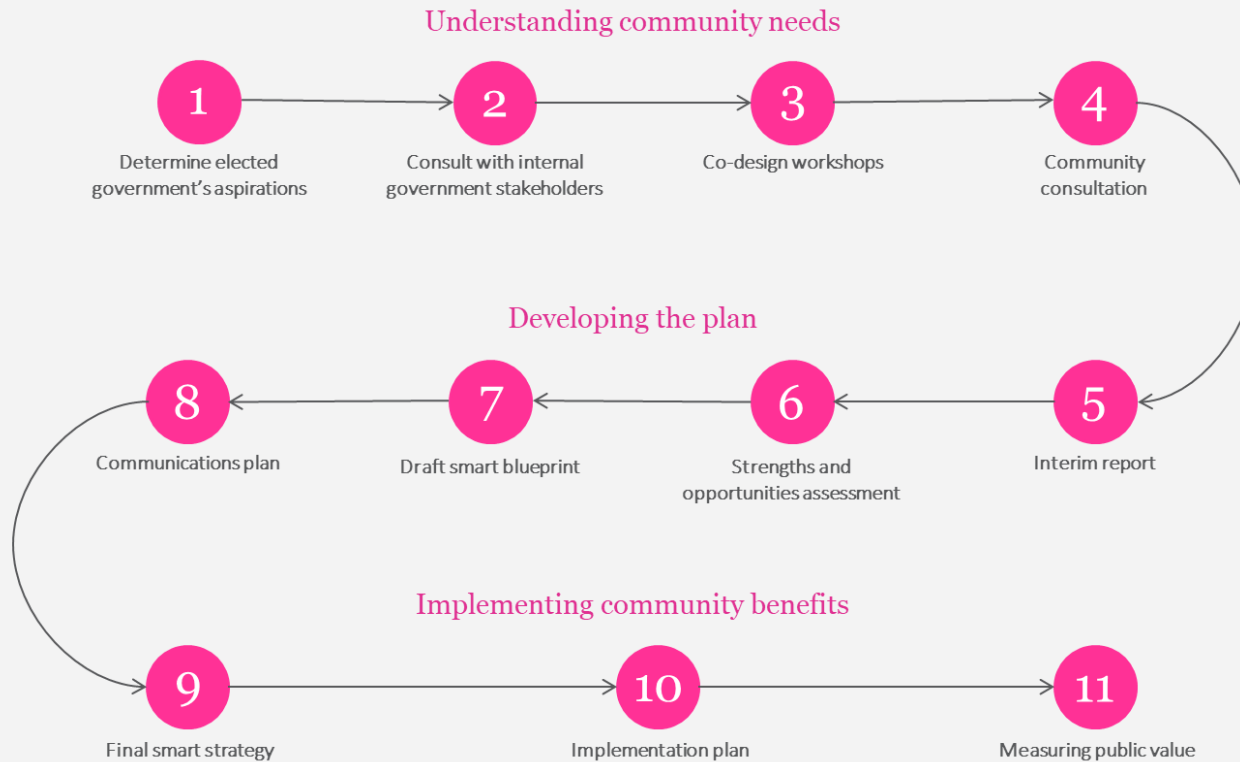 Understanding community needs
1
2
3
4
Determine elected
government's aspirations
Consult with internal
government stakeholders
Co-design workshops
Community
consultation
Developing the plan
8
7
6
5
Communications plan
Draft smart blueprint
Strengths and
opportunities assessment
Interim report
Implementing community benefits
9
10
11
Final smart strategy
Implementation plan
Measuring public value